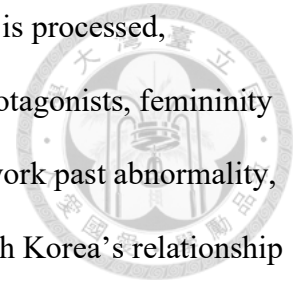 is processed,
otagonists, femininity
work past abnormality,
h Korea’s relationship